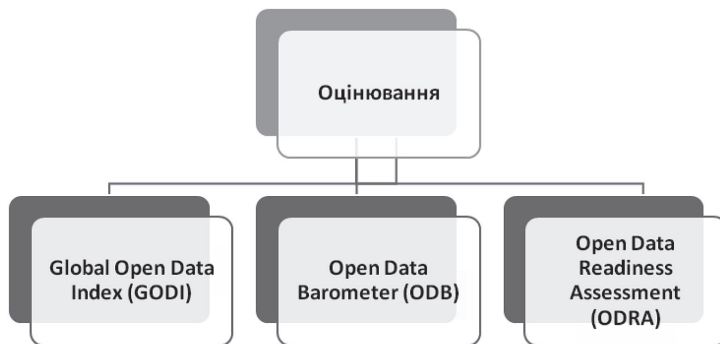 Оцінювання
Global Open Data
Index (GODI)
Open Data
Barometer (ODB)
Open Data
Readiness
Assessment
(ODRA)